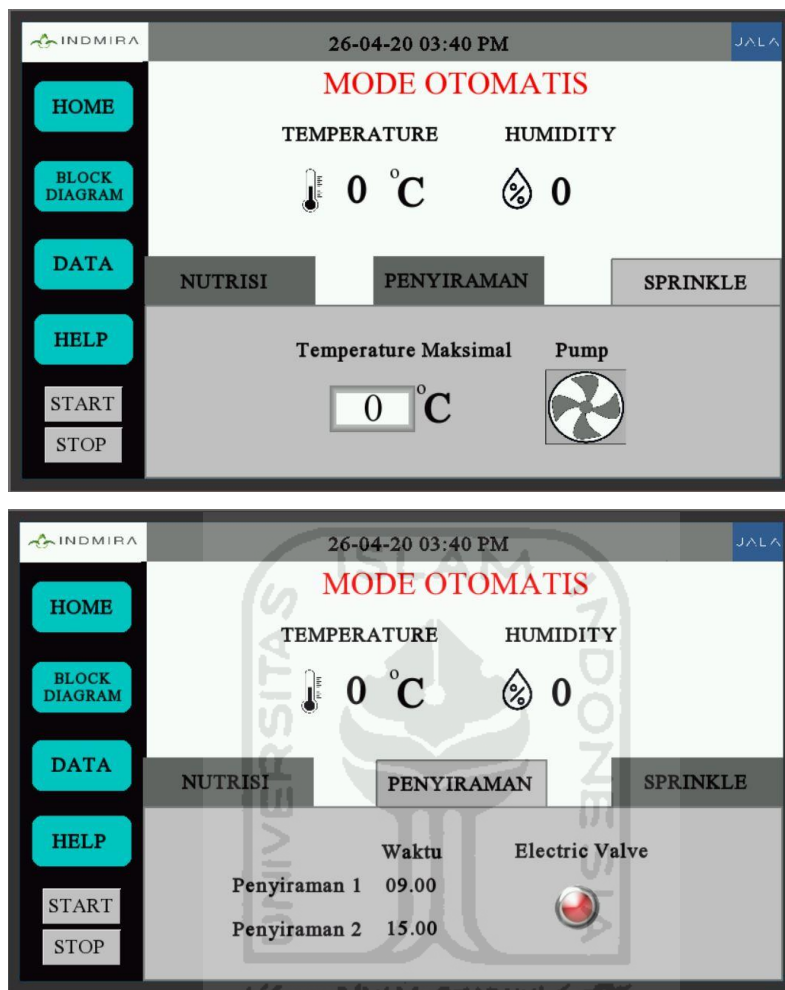 INDMIRA
26-04-20 03:40 PM
JALA
MODE OTOMATIS
HOME
TEMPERATURE HUMIDITY
BLOCK
DIAGRAM
0 °C % 0
DATA
NUTRISI PENYIRAMAN SPRINKLE
HELP
Temperature Maksimal Pump
START
0 °C
STOP
INDMIRA
26-04-20 03:40 PM
JALA
MODE OTOMATIS
HOME
TEMPERATURE HUMIDITY
BLOCK
DIAGRAM
0 °C % 0
DATA
NUTRISI PENYIRAMAN SPRINKLE
HELP
Waktu Electric Valve
Penyiraman 1 09.00
START
Penyiraman 2 15.00
STOP
UNIVERSITAS ISLAM INDONESIA